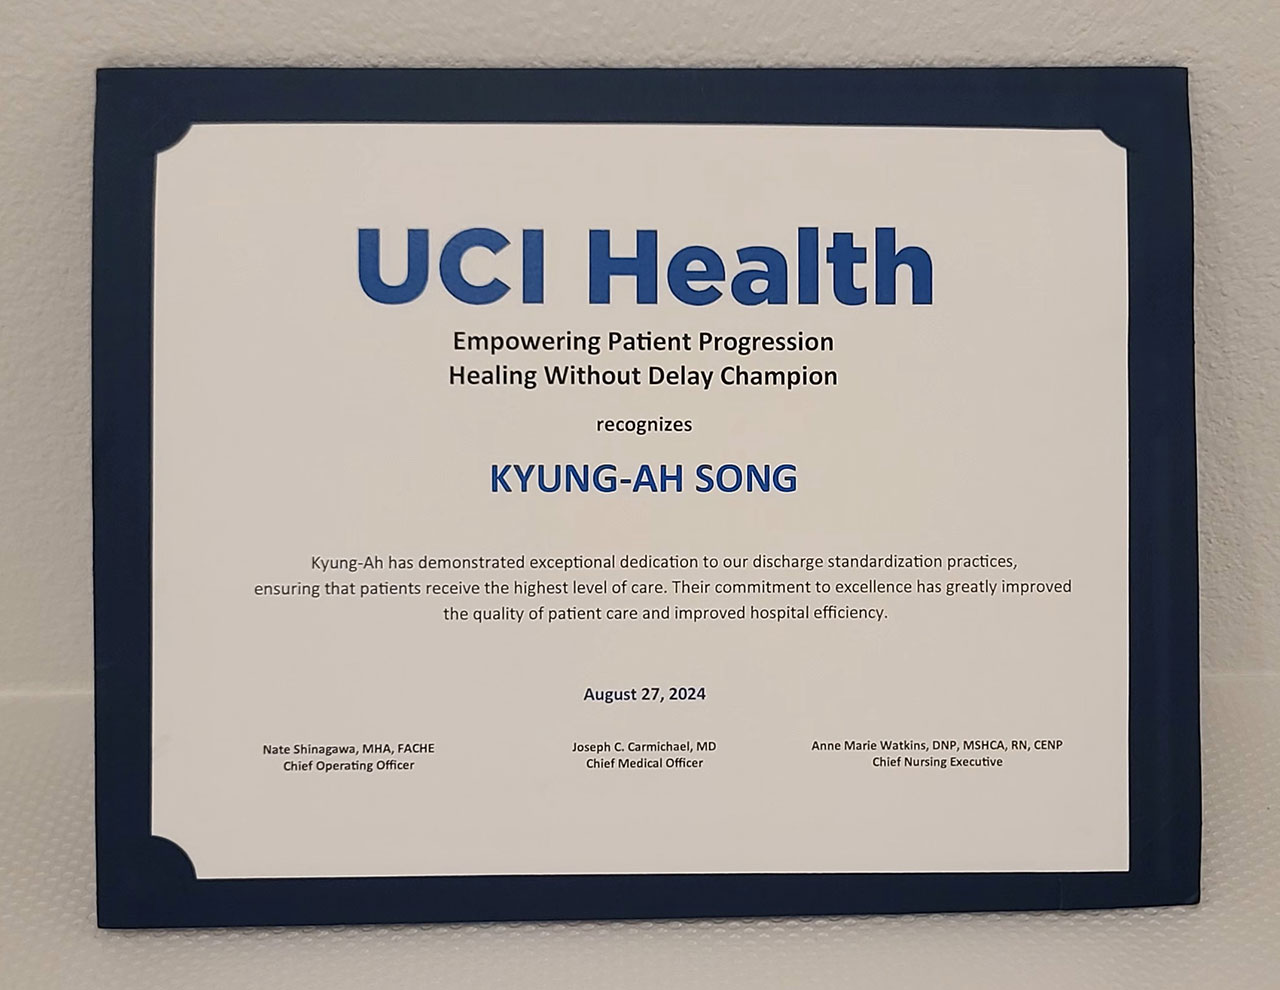 UCI Health
Empowering Patient Progression
Healing Without Delay Champion
recognizes
KYUNG-AH SONG
Kyung-Ah has demonstrated exceptional dedication to our discharge standardization practices,
ensuring that patients receive the highest level of care. Their commitment to excellence has greatly improved
the quality of patient care and improved hospital efficiency.
August 27, 2024
Nate Shinagawa, MHA, FACHE
Chief Operating Officer
Joseph C. Carmichael, MD
Chief Medical Officer
Anne Marie Watkins, DNP, MSHCA, RN, CENP
Chief Nursing Executive